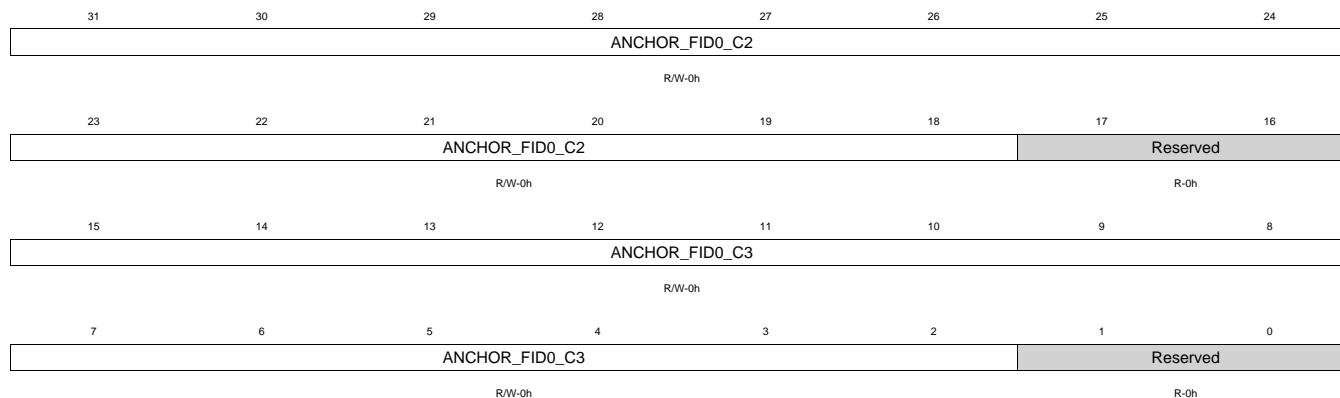 31 30 29 28 27 26 25 24
ANCHOR_FID0_C2
R/W-0h
23 22 21 20 19 18 17 16
ANCHOR_FID0_C2 Reserved
R/W-0h R-0h
15 14 13 12 11 10 9 8
ANCHOR_FID0_C3
R/W-0h
7 6 5 4 3 2 1 0
ANCHOR_FID0_C3 Reserved
R/W-0h R-0h